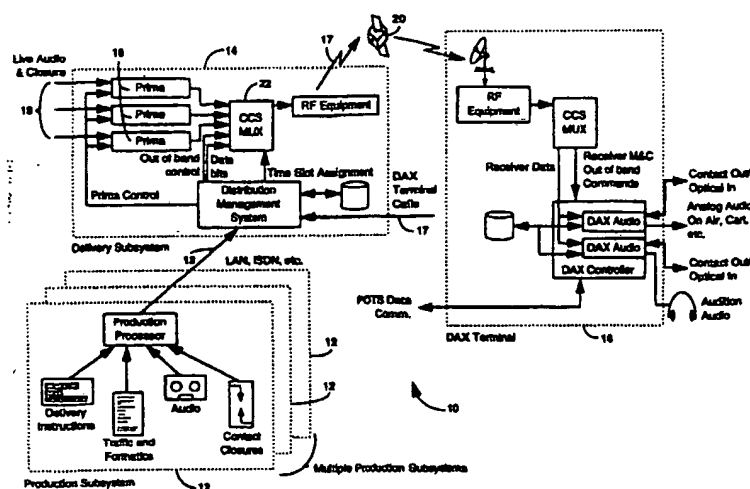 20
14
17
Live Audio
& Closure
18
Prima
22
RF Equipment
CCS
MUX
Prima
18
Prima
Out of band
control
Data
bits
Time Slot Assignment
Prima Control
Distribution
Management
System
DAX
Terminal
Calls
17
Delivery Subsystem
13
LAN, ISDN, etc.
RF
Equipment
CCS
MUX
Receiver Data
Receiver M&C
Out of band
Commands
Contact Out
Optical In
Analog Audio
On Air, Cart.
etc.
DAX Audio
DAX Audio
DAX Controller
Contact Out
Optical In
POTS Data
Comm.
Audition
Audio
DAX Terminal
16
Production
Processor
12
12
10
Delivery
Instructions
Audio
Traffic and
Formatics
Contact
Closures
Multiple Production Subsystems
Production Subsystem
12